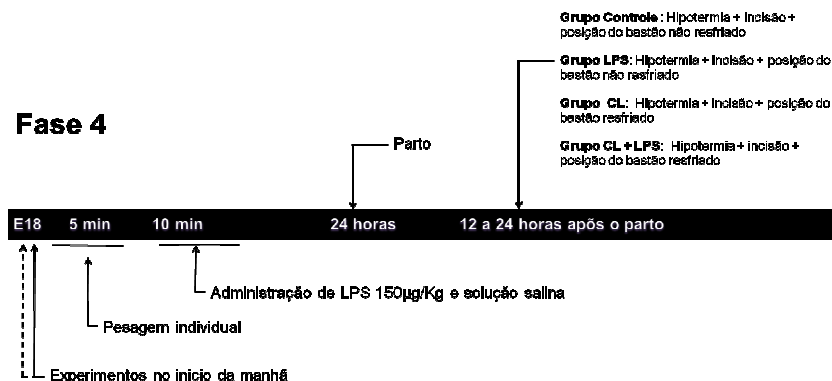 Grupo Controle: Hipotermia + Incisão +
posição do bastão não resfriado
Grupo LPS: Hipotermia + Incisão + posição do
bastão não resfriado
Grupo CL: Hipotermia + Incisão + posição do
bastão resfriado
Grupo CL + LPS: Hipotermia + incisão +
posição do bastão resfriado
Fase 4
Parto
E18 5 min 10 min 24 horas 12 a 24 horas após o parto
Administração de LPS 150µg/Kg e solução salina
Pesagem individual
Experimentos no inicio da manhã